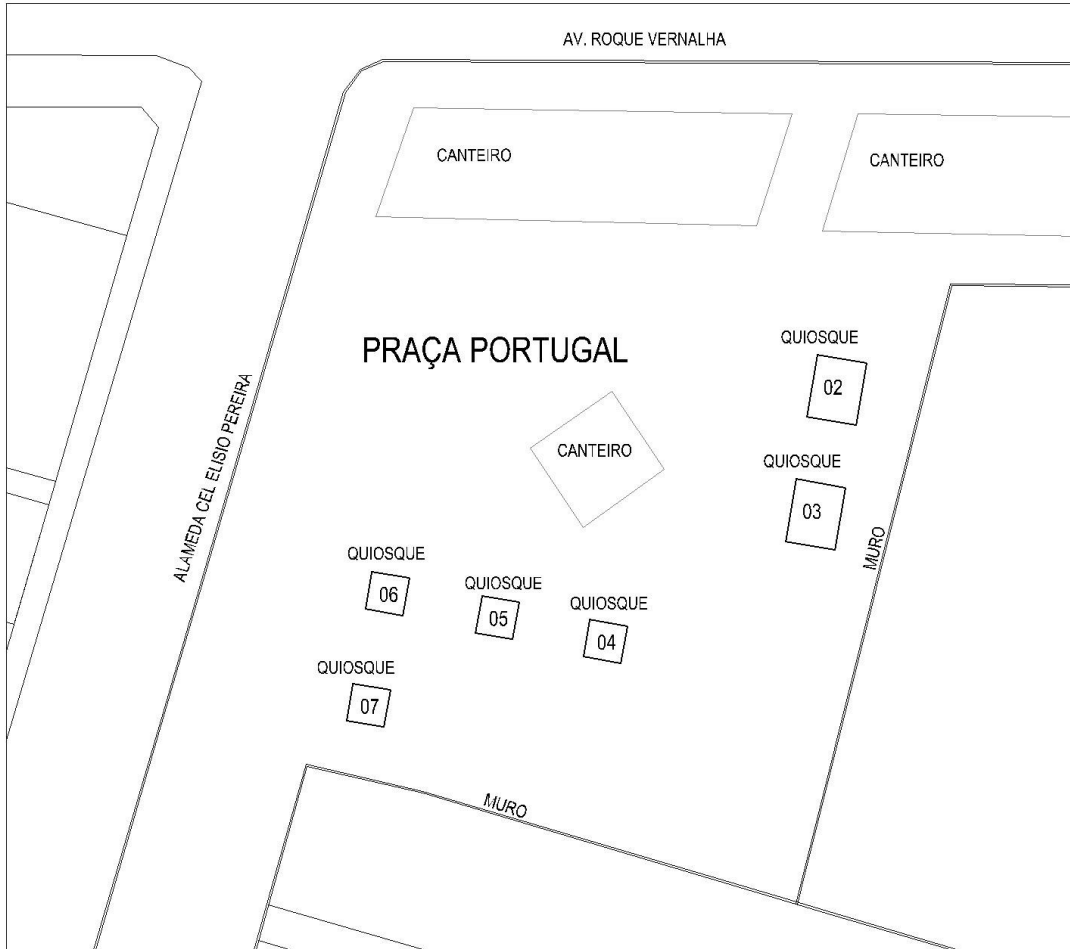 AV. ROQUE VERNALHA
CANTEIRO
CANTEIRO
QUIOSQUE
02
PRAÇA PORTUGAL
ALAMEDA CEL ELISIO PEREIRA
CANTEIRO
QUIOSQUE
03
MURO
QUIOSQUE
06
QUIOSQUE
05
QUIOSQUE
04
QUIOSQUE
07
MURO